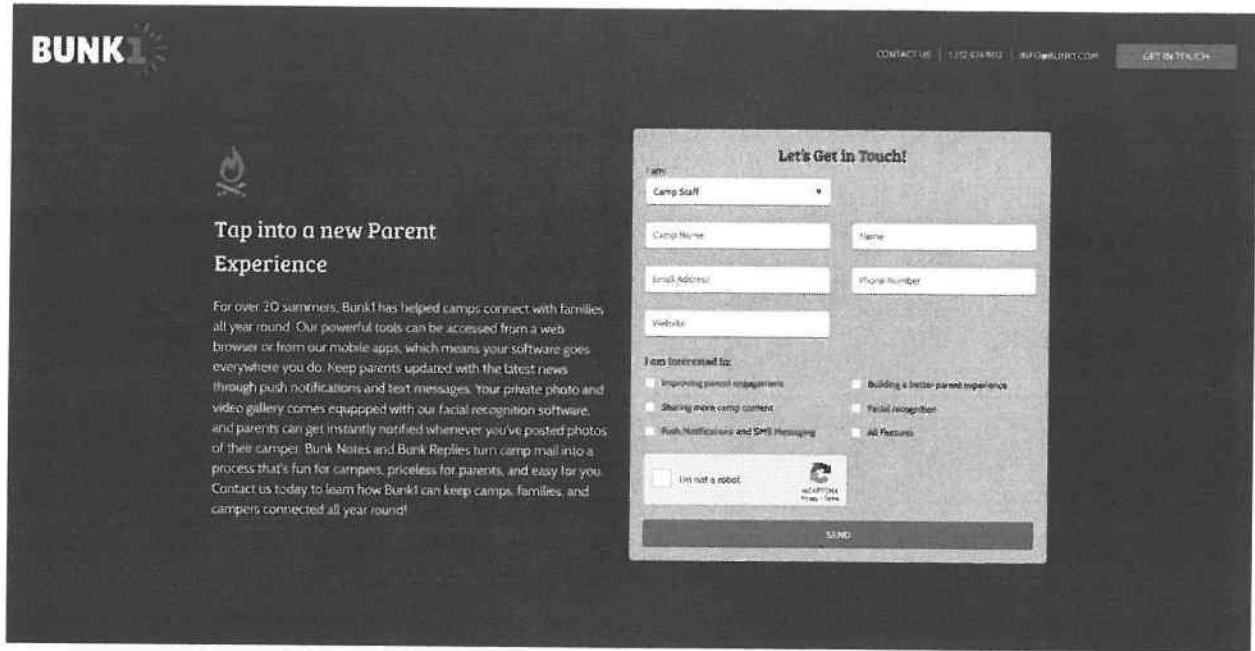 BUNK1
CONTACT US
GET IN TOUCH
Tap into a new Parent
Experience
For over 20 summers, Bunk1 has helped camps connect with families
all year round. Our powerful tools can be accessed from a web
browser or from our mobile apps, which means your software goes
everywhere you do. Keep parents updated with the latest news
through push notifications and text messages. Your private photo and
video gallery comes equppped with our facial recognition software,
and parents can get instantly notified whenever you've posted photos
of their camper. Bunk Notes and Bunk Replies turn camp mail into a
process that's fun for campers, priceless for parents, and easy for you.
Contact us today to learn how Bunk1 can keep camps, families, and
campers connected all year round!
Let's Get in Touch!
I am:
Camp Staff
Camp Name
Name
Email Address
Phone Number
Website
I am interested in:
Improving parent engagement
Building a better parent experience
Sharing more camp content
Facial recognition
Push Notifications and SMS Messaging
All Features
I'm not a robot
reCAPTCHA
Privacy - Terms
SEND